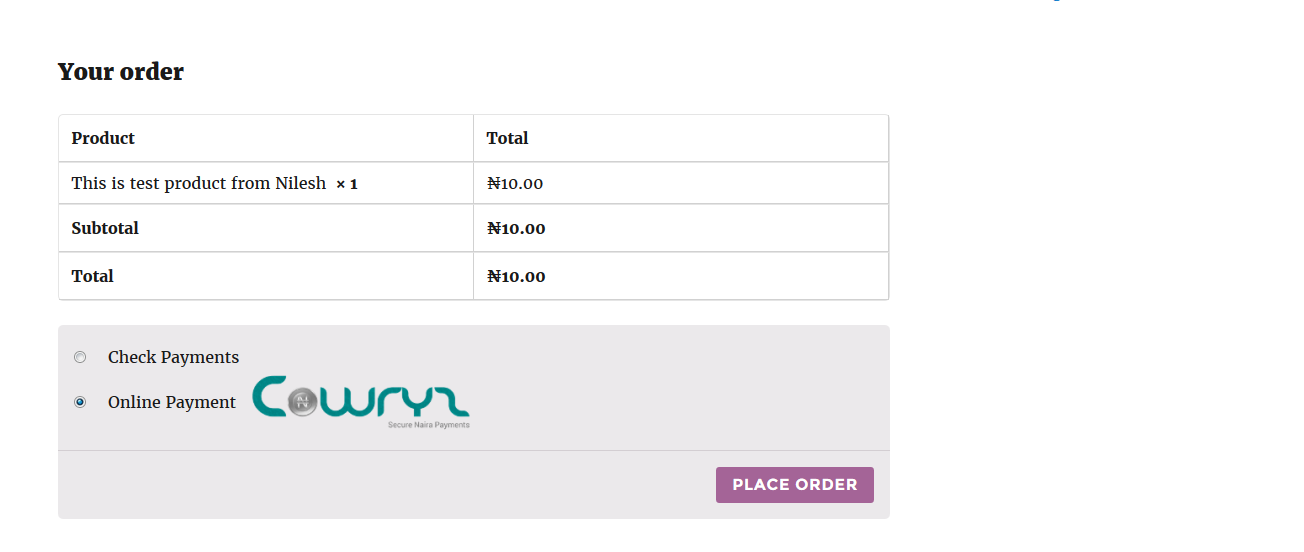 Your order
Product Total
This is test product from Nilesh × 1 ₦10.00
Subtotal ₦10.00
Total ₦10.00
Check Payments
Online Payment Cowryz
Secure Naira Payments
PLACE ORDER